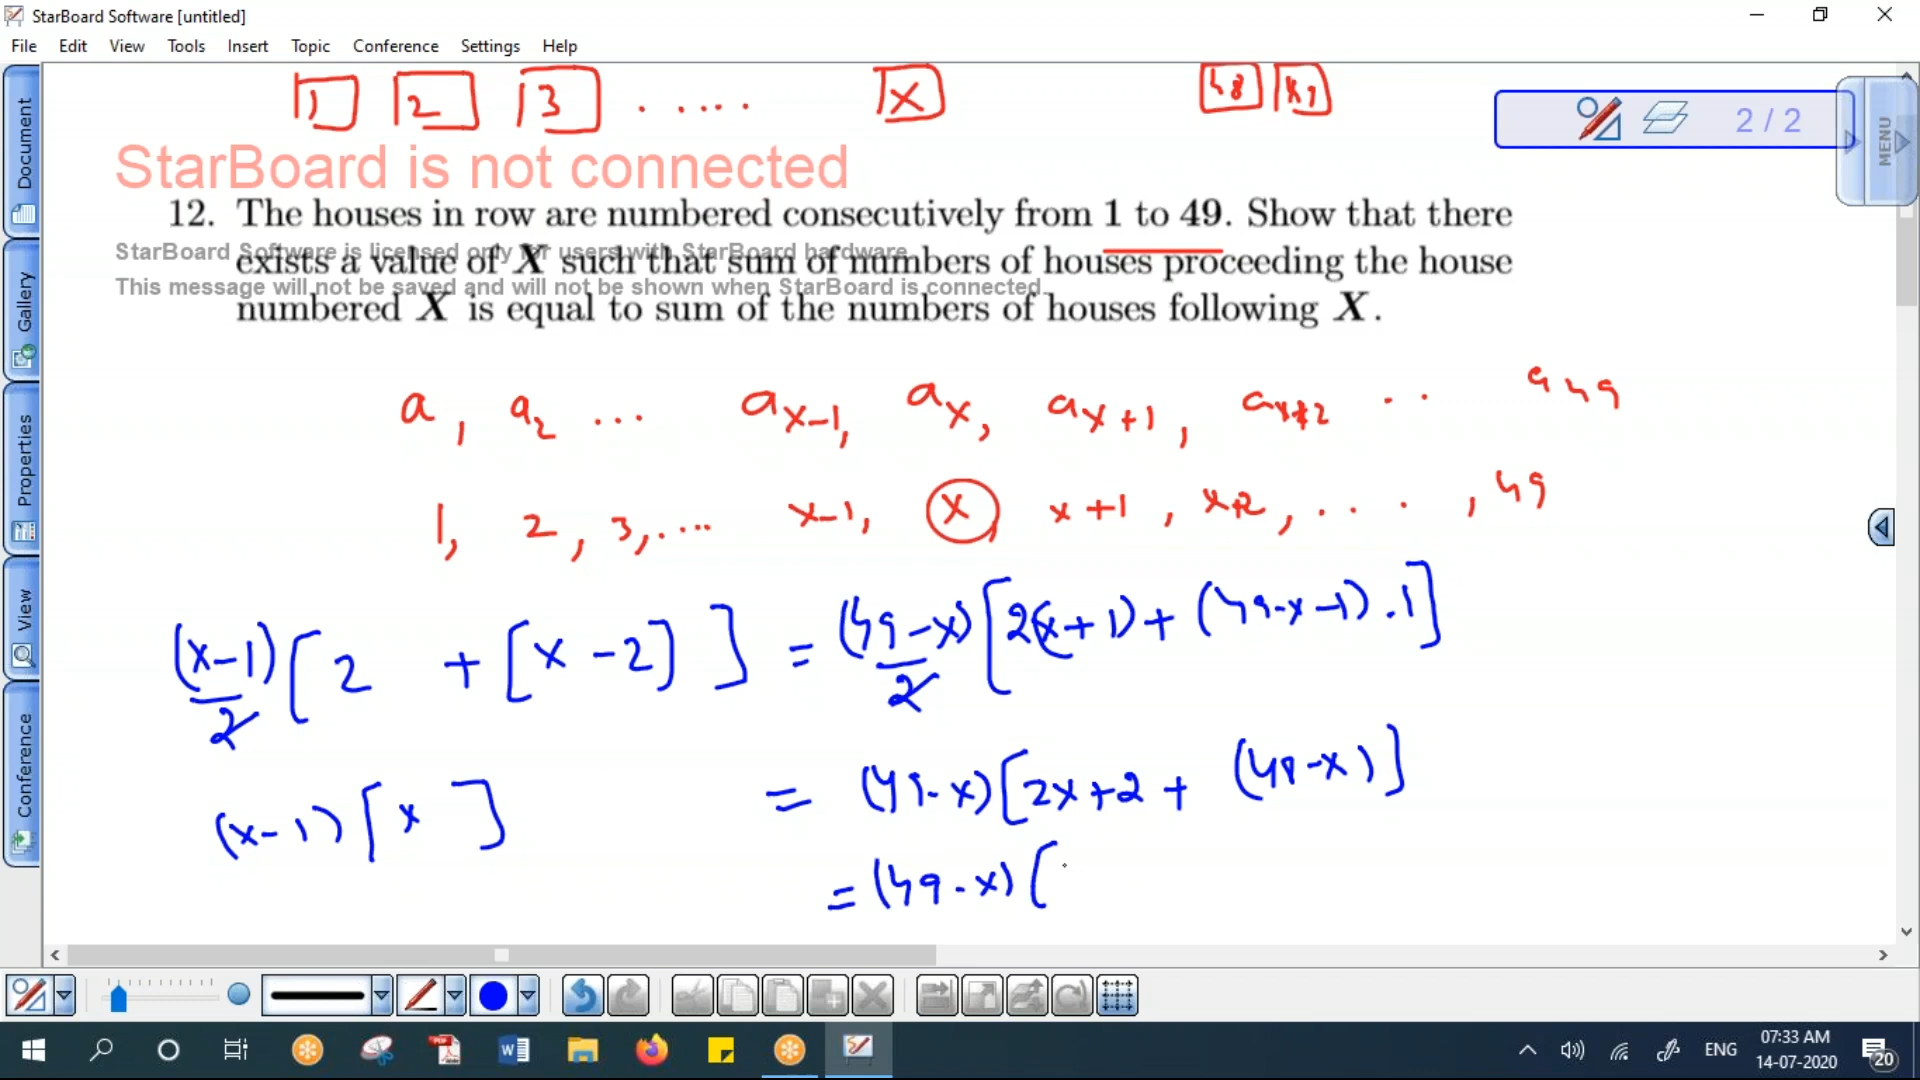 StarBoard Software [untitled]
File Edit View Tools Insert Topic Conference Settings Help
1 2 3 ..... x 48 49
2 / 2
MENU
Document
Gallery
Properties
View
Conference
StarBoard is not connected
12. The houses in row are numbered consecutively from 1 to 49. Show that there
StarBoard Software is licensed only for users with StarBoard hardware.
exists a value of X such that sum of numbers of houses proceeding the house
This message will not be saved and will not be shown when StarBoard is connected.
numbered X is equal to sum of the numbers of houses following X.
a, a₂ ... aₓ₋₁, aₓ, aₓ₊₁, aₓ₊₂ ... a₄₉
1, 2, 3, .... x-1, x, x+1, x+2, ...., 49
(x-1)/2 [2 + [x-2]] = (49-x)/2 [2(x+1) + (49-x-1).1]
(x-1) [x ] = (49-x) [2x+2 + (48-x)]
= (49-x) [
ENG
07:33 AM
14-07-2020
20